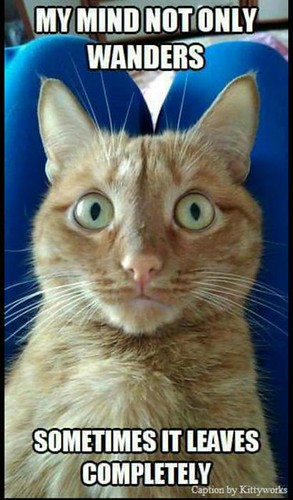 MY MIND NOT ONLY
WANDERS
SOMETIMES IT LEAVES
COMPLETELY
Caption by Kittyworks